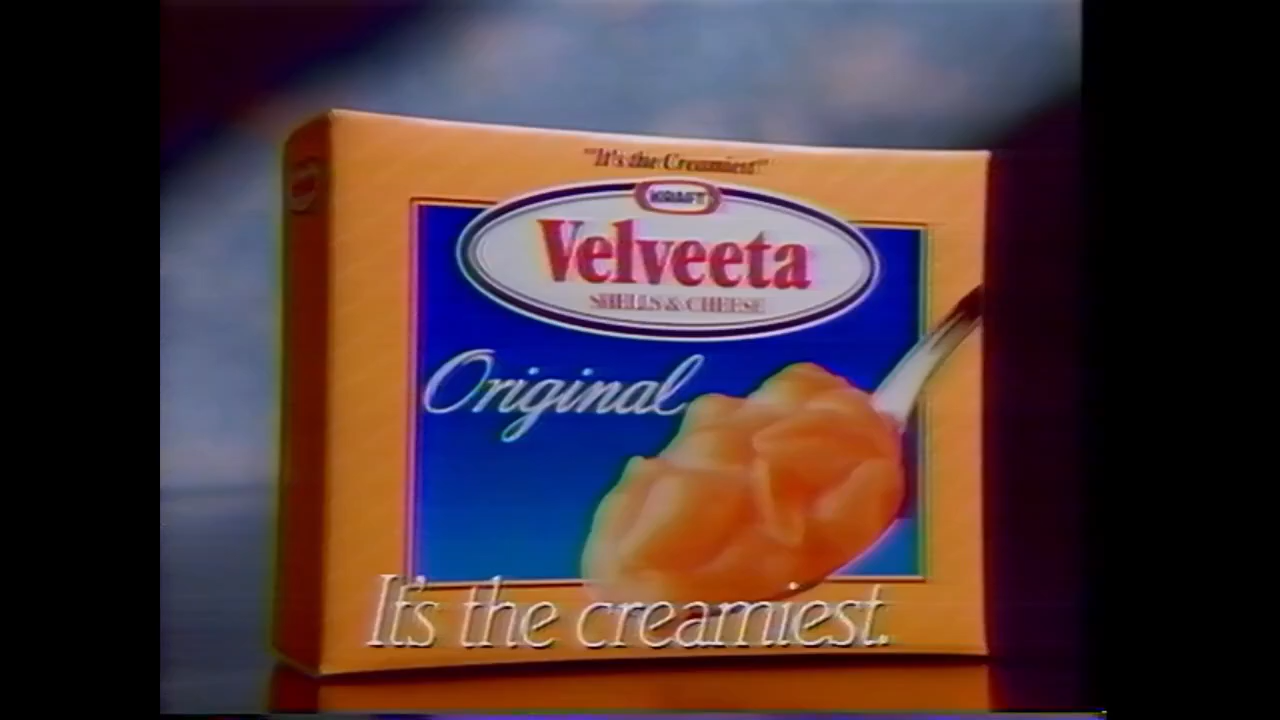 "It's the Creamiest"
KRAFT
Velveeta
SHELLS & CHEESE
Original
It's the creamiest.